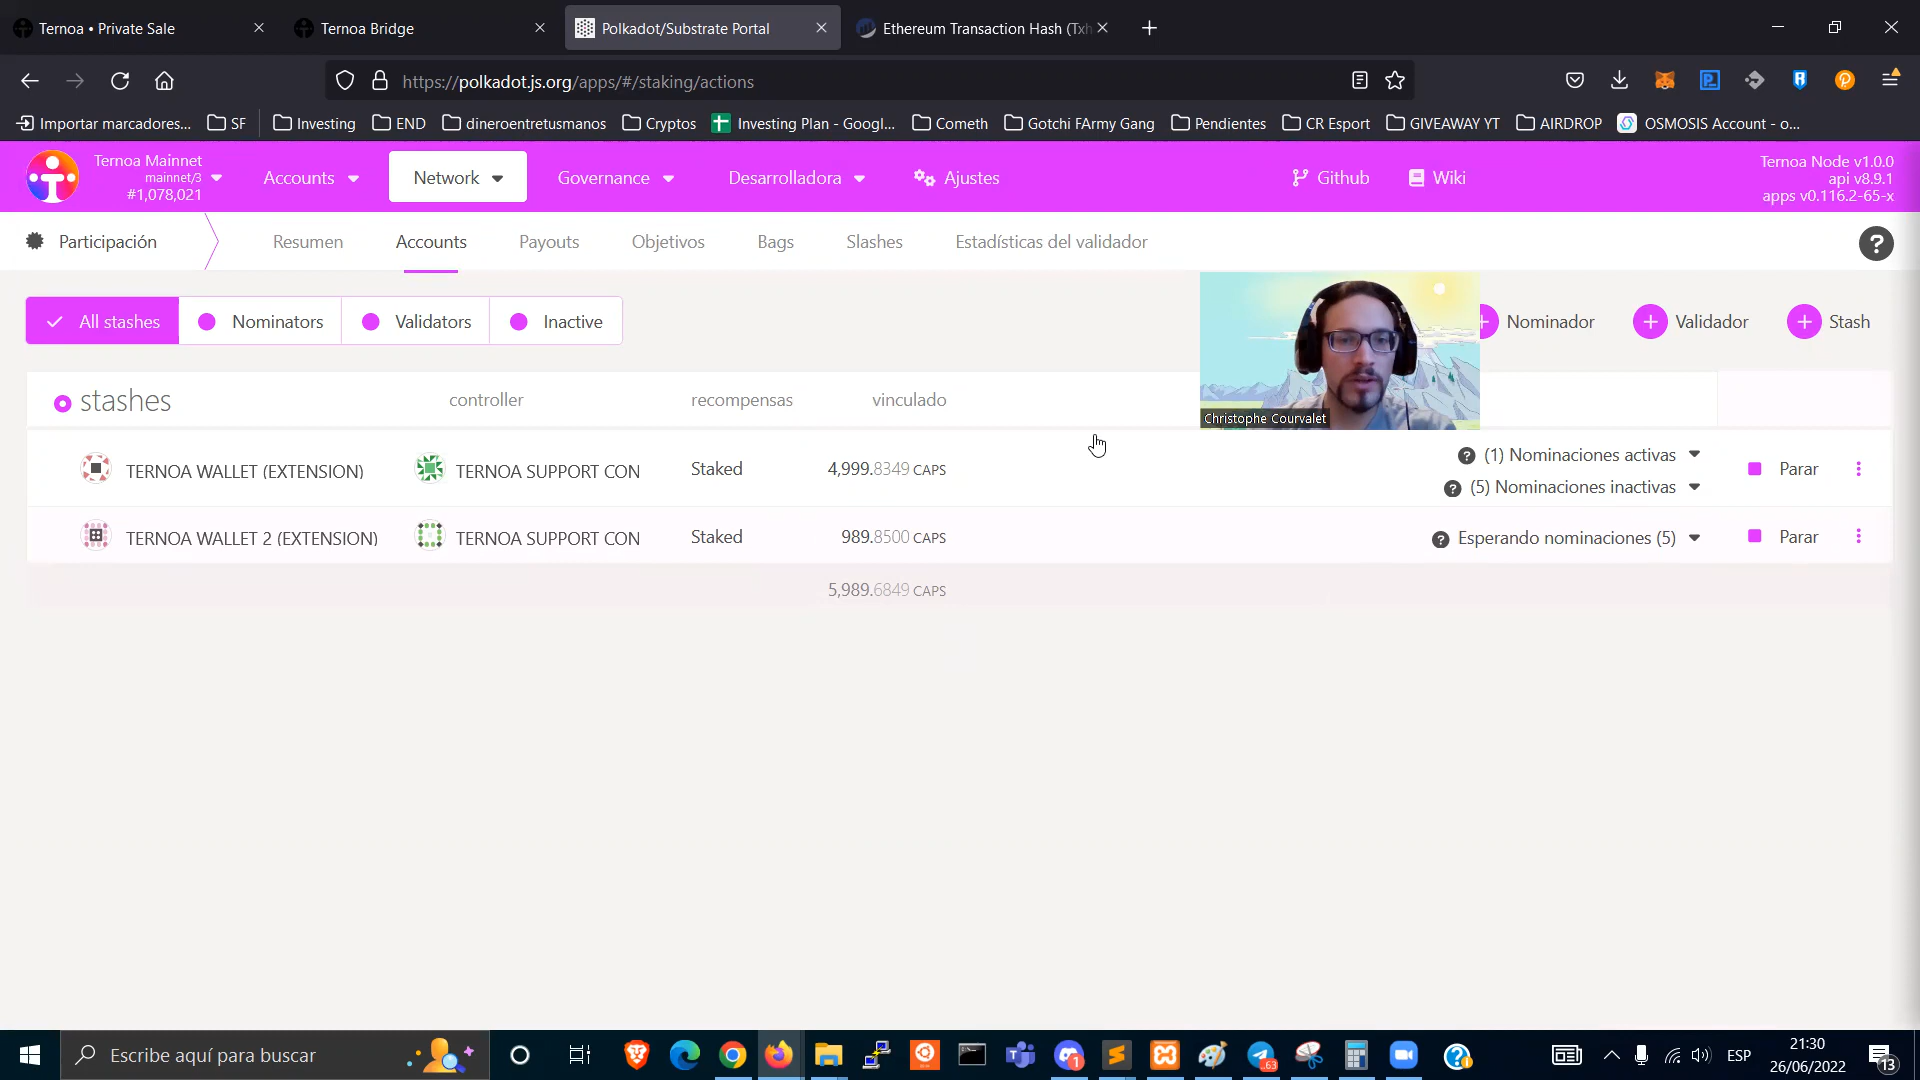 Ternoa • Private Sale
Ternoa Bridge
Polkadot/Substrate Portal
Ethereum Transaction Hash (Txh
https://polkadot.js.org/apps/#/staking/actions
Importar marcadores...
SF
Investing
END
dineroentretusmanos
Cryptos
Investing Plan - Googl...
Cometh
Gotchi FArmy Gang
Pendientes
CR Esport
GIVEAWAY YT
AIRDROP
OSMOSIS Account - o...
Ternoa Mainnet
mainnet/3
#1,078,021
Accounts
Network
Governance
Desarrolladora
Ajustes
Github
Wiki
Ternoa Node v1.0.0
api v8.9.1
apps v0.116.2-65-x
Participación
Resumen
Accounts
Payouts
Objetivos
Bags
Slashes
Estadísticas del validador
?
All stashes
Nominators
Validators
Inactive
Nominador
Validador
Stash
stashes
controller
recompensas
vinculado
Christophe Courvalet
TERNOA WALLET (EXTENSION)
TERNOA SUPPORT CON
Staked
4,999.8349 CAPS
(1) Nominaciones activas
(5) Nominaciones inactivas
Parar
TERNOA WALLET 2 (EXTENSION)
TERNOA SUPPORT CON
Staked
989.8500 CAPS
Esperando nominaciones (5)
Parar
5,989.6849 CAPS
Escribe aquí para buscar
1
63
ESP
21:30
26/06/2022
13